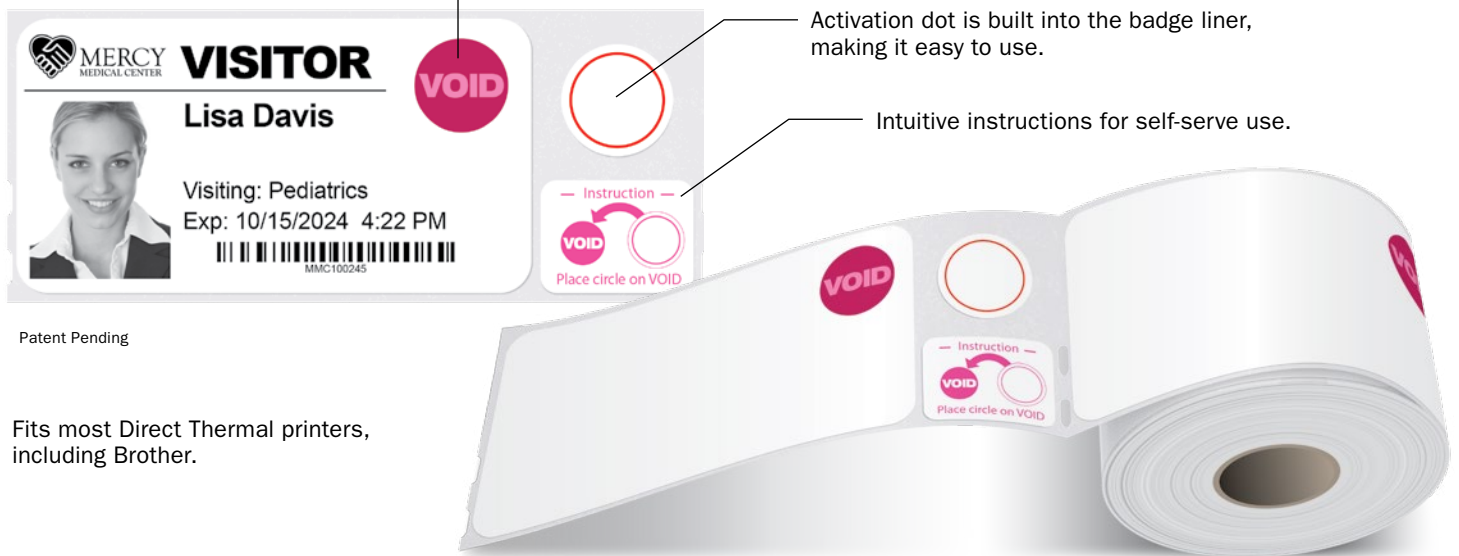 Activation dot is built into the badge liner,
making it easy to use.
MERCY
MEDICAL CENTER
VISITOR
VOID
Lisa Davis
Intuitive instructions for self-serve use.
Visiting: Pediatrics
Exp: 10/15/2024 4:22 PM
MMC100245
— Instruction —
VOID
Place circle on VOID
Patent Pending
VOID
— Instruction —
VOID
Place circle on VOID
VO
Fits most Direct Thermal printers,
including Brother.